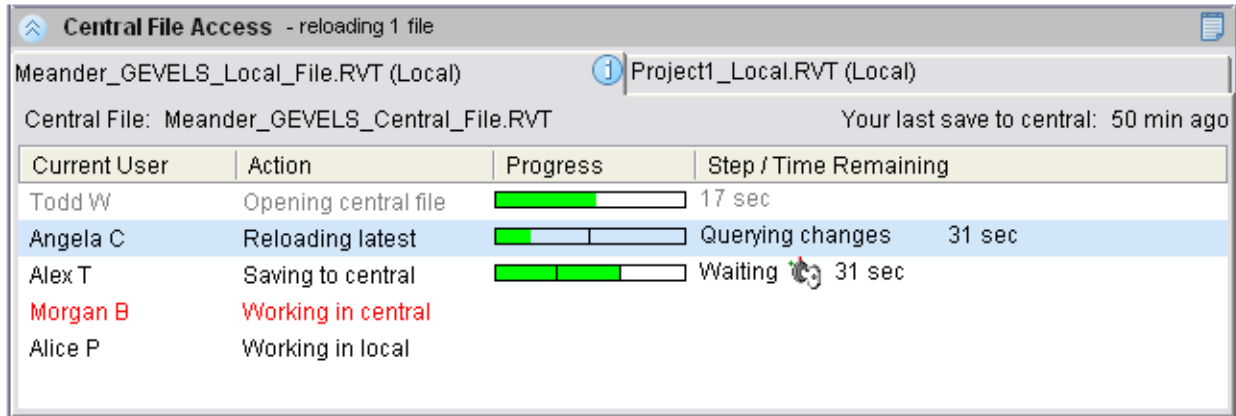 Central File Access - reloading 1 file
Meander_GEVELS_Local_File.RVT (Local) Project1_Local.RVT (Local)
Central File: Meander_GEVELS_Central_File.RVT Your last save to central: 50 min ago
Current User Action Progress Step / Time Remaining
Todd W Opening central file 17 sec
Angela C Reloading latest Querying changes 31 sec
Alex T Saving to central Waiting 31 sec
Morgan B Working in central
Alice P Working in local